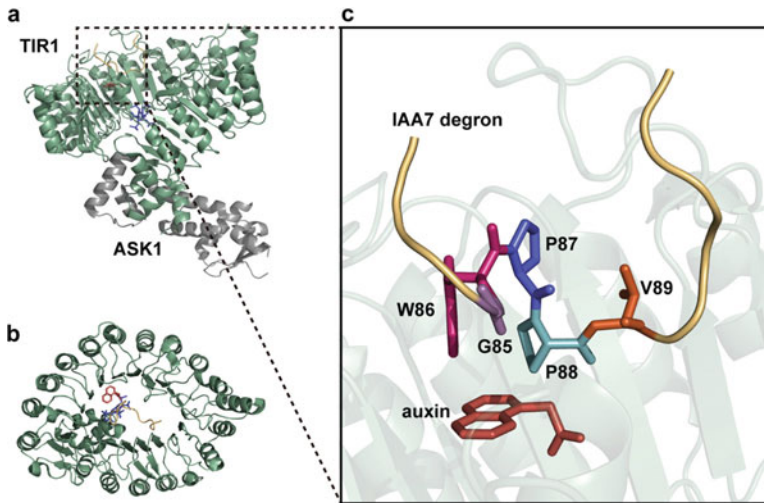 a
TIR1
ASK1
b
c
IAA7 degron
P87
W86
V89
G85
P88
auxin